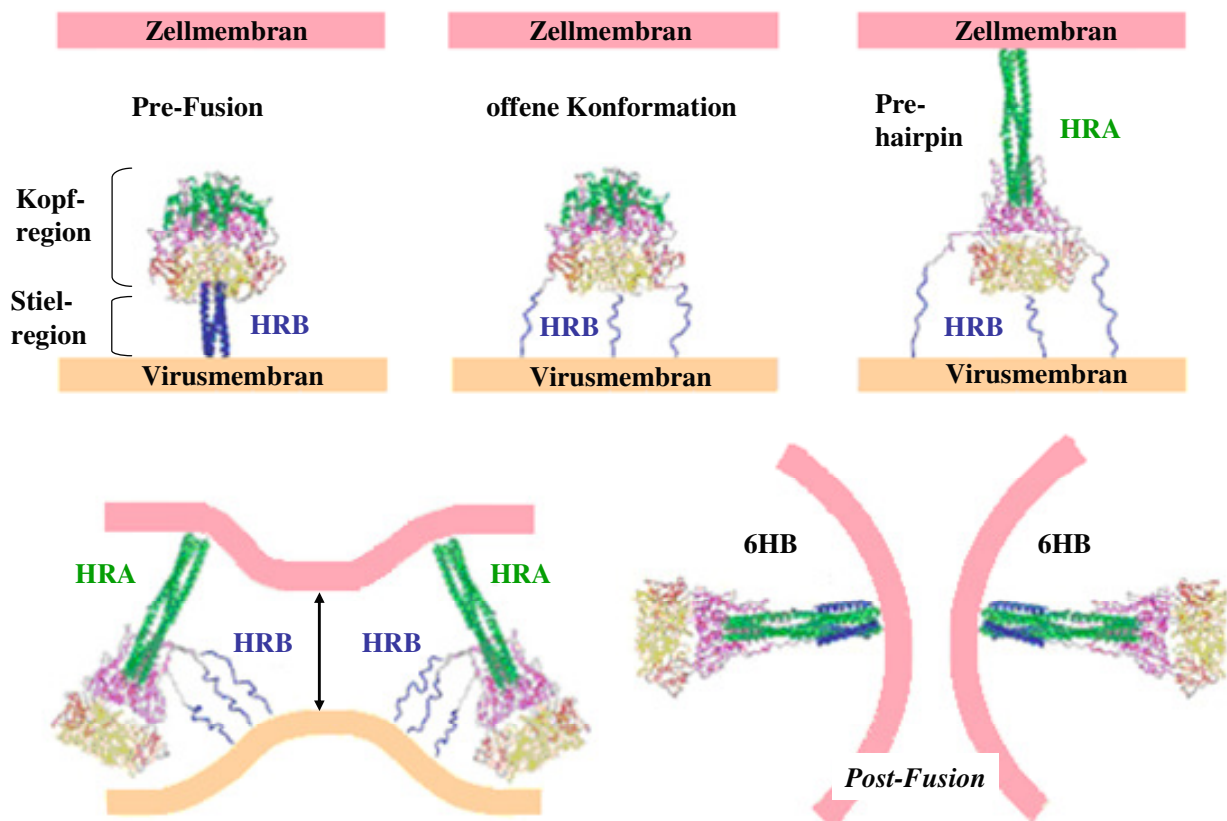 Zellmembran
Pre-Fusion
Kopf-
region
Stiel-
region
HRB
Virusmembran
Zellmembran
offene Konformation
HRB
Virusmembran
Zellmembran
Pre-
hairpin
HRA
HRB
Virusmembran
HRA
HRA
HRB
HRB
6HB
6HB
Post-Fusion